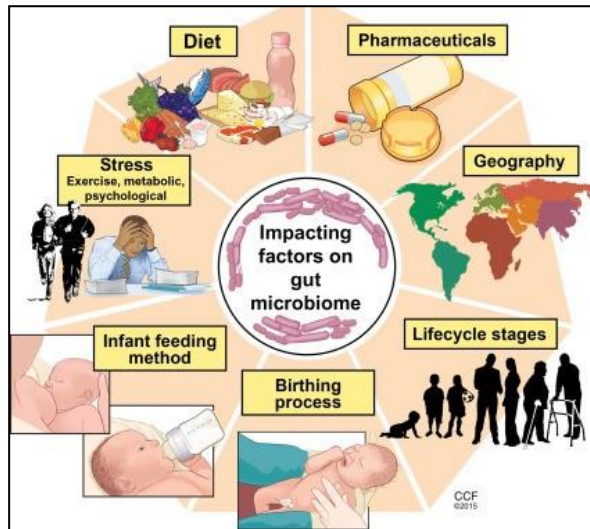 Diet
Pharmaceuticals
Stress
Exercise, metabolic,
psychological
Geography
Impacting
factors on
gut
microbiome
Infant feeding
method
Birthing
process
Lifecycle stages
CCF
©2015